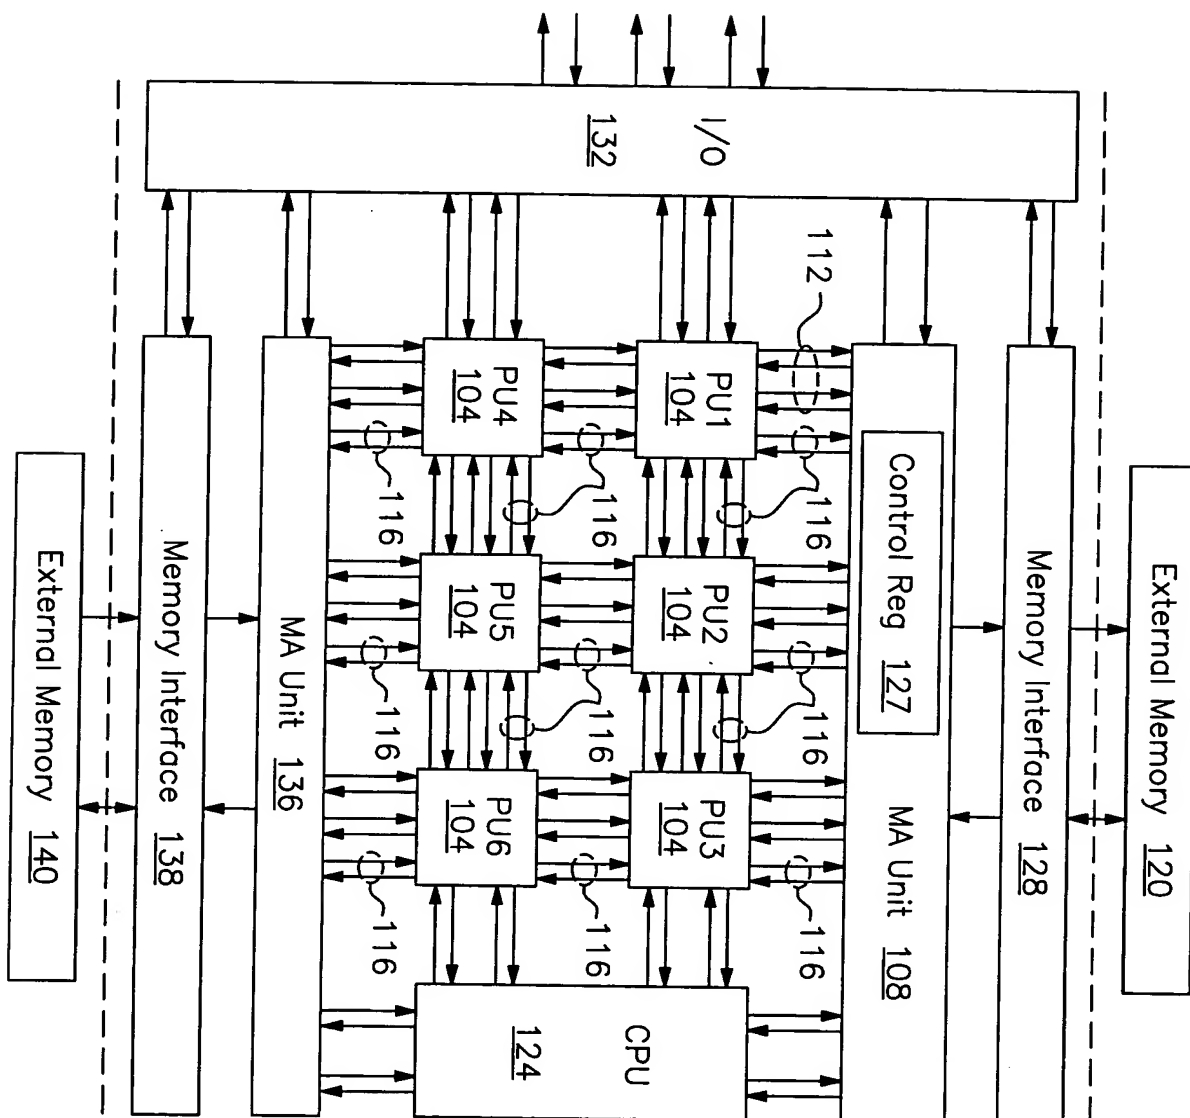 External Memory 120
Memory Interface 128
Control Reg 127
MA Unit 108
112
116
116
116
I/O
132
PU1
104
PU2
104
PU3
104
CPU
124
116
116
116
PU4
104
PU5
104
PU6
104
116
116
116
MA Unit 136
Memory Interface 138
External Memory 140